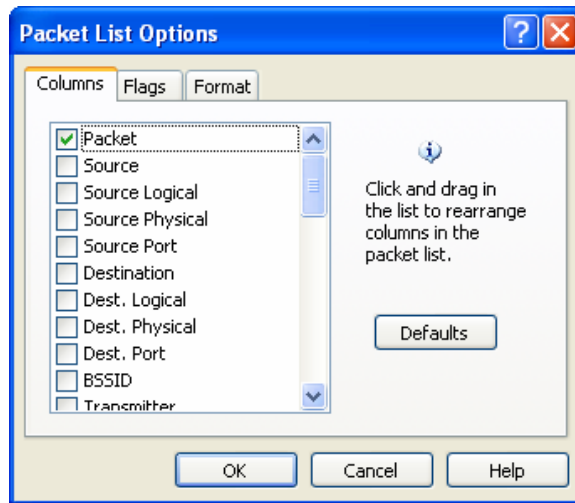 Packet List Options
Columns
Flags
Format
Packet
Source
Source Logical
Source Physical
Source Port
Destination
Dest. Logical
Dest. Physical
Dest. Port
BSSID
Transmitter
Click and drag in
the list to rearrange
columns in the
packet list.
Defaults
OK
Cancel
Help